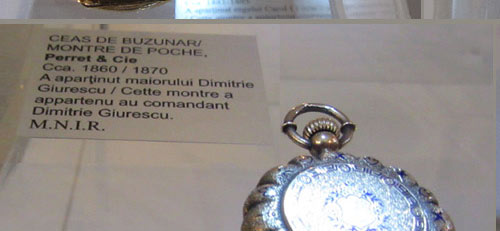 CEAS DE BUZUNAR/
MONTRE DE POCHE,
Perret & Cie
Cca. 1860 / 1870
A aparţinut maiorului Dimitrie
Giurescu / Cette montre a
appartenu au comandant
Dimitrie Giurescu.
M.N.I.R.